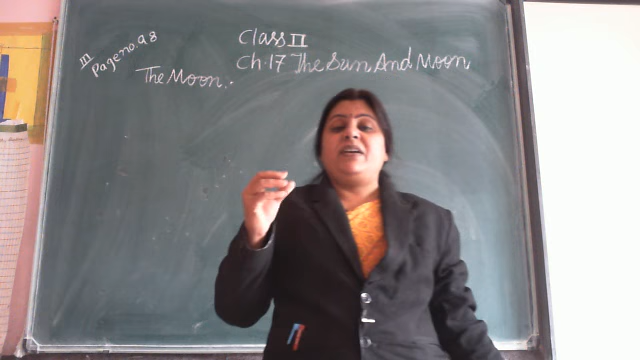 Class II
Ch.17 The Sun And Moon
III
Page no. 98
The Moon: